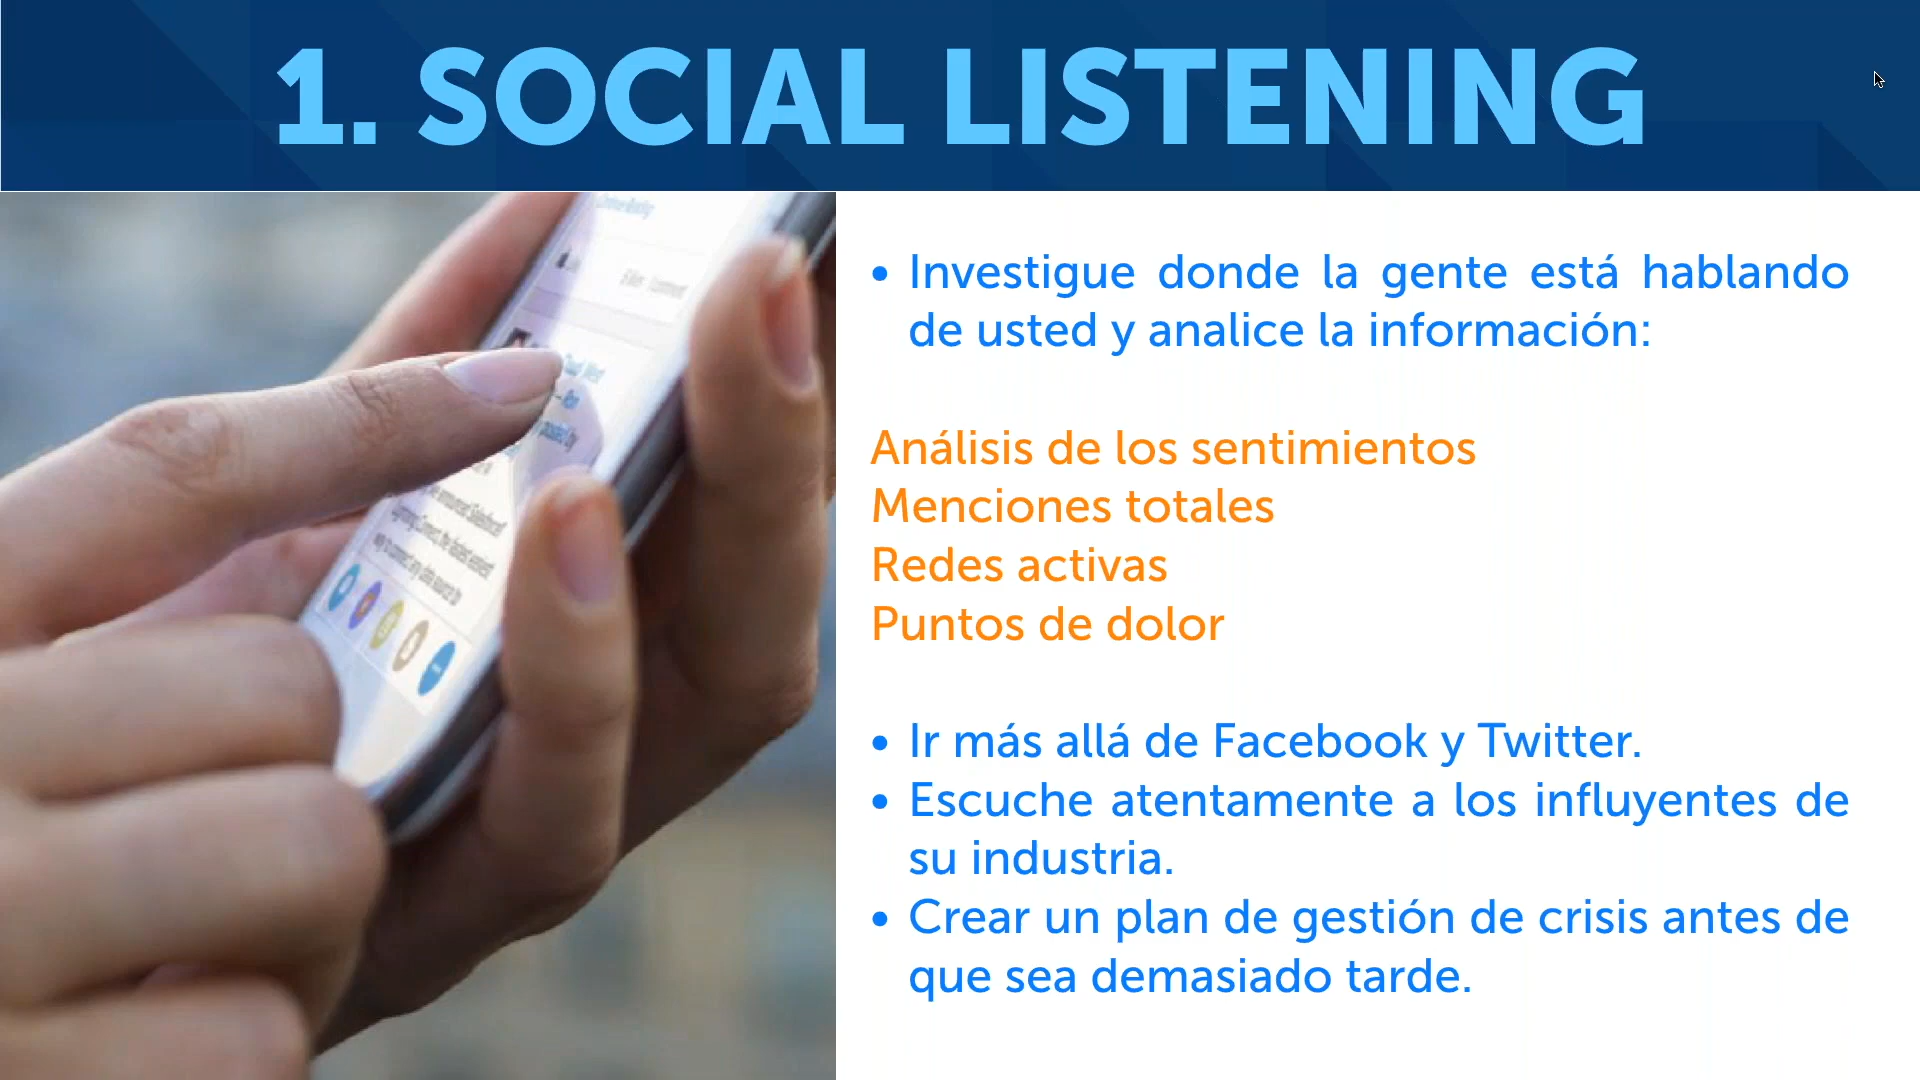 1. SOCIAL LISTENING
• Investigue donde la gente está hablando
de usted y analice la información:
Análisis de los sentimientos
Menciones totales
Redes activas
Puntos de dolor
• Ir más allá de Facebook y Twitter.
• Escuche atentamente a los influyentes de
su industria.
• Crear un plan de gestión de crisis antes de
que sea demasiado tarde.